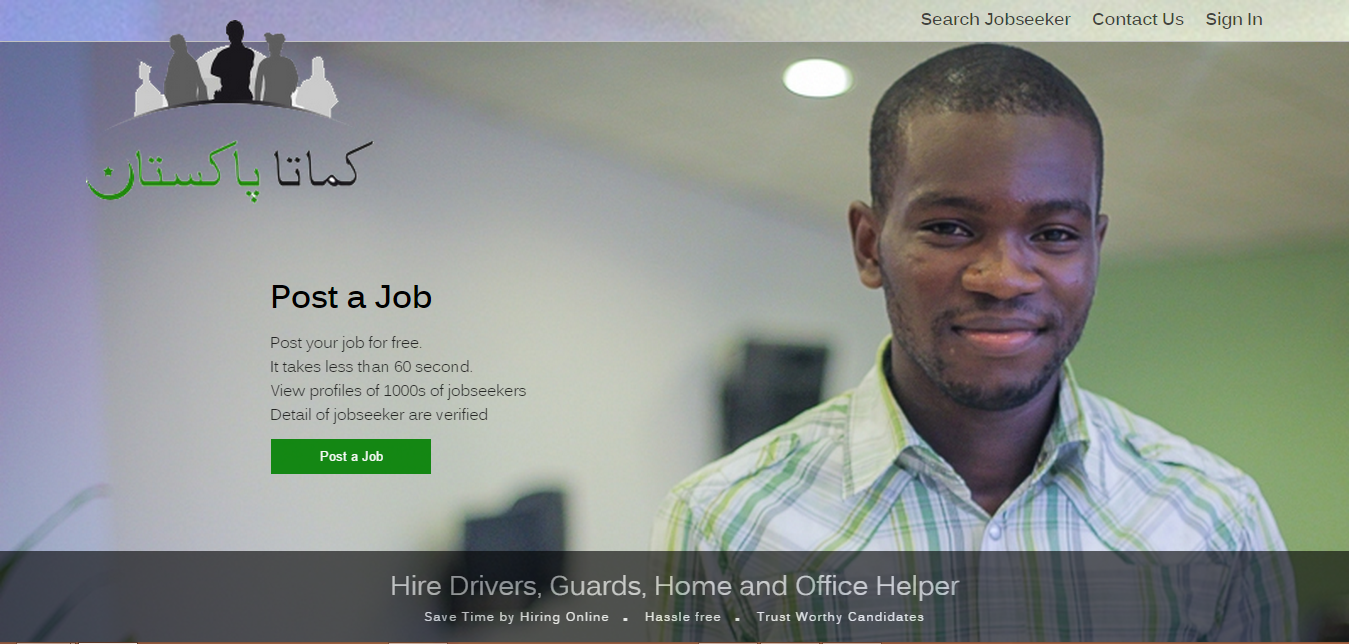 Search Jobseeker Contact Us Sign In
کماتا پاکستان
Post a Job
Post your job for free.
It takes less than 60 second.
View profiles of 1000s of jobseekers
Detail of jobseeker are verified
Post a Job
Hire Drivers, Guards, Home and Office Helper
Save Time by Hiring Online . Hassle free . Trust Worthy Candidates